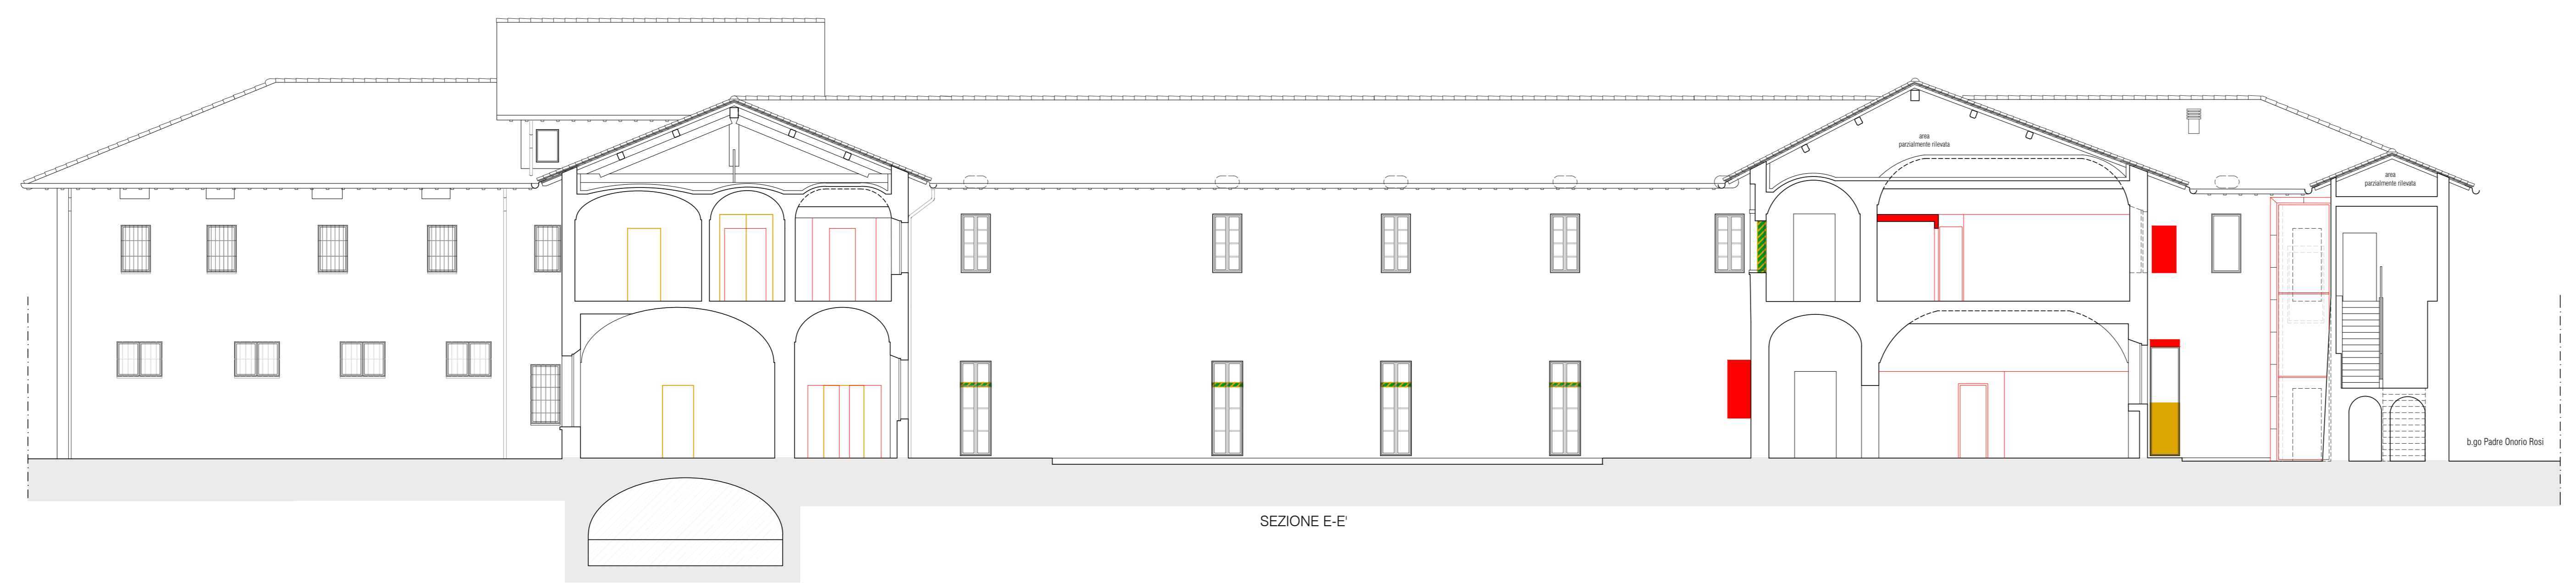 area
parzialmente rilevata
area
parzialmente rilevata
b.go Padre Onorio Rosi
SEZIONE E-E'